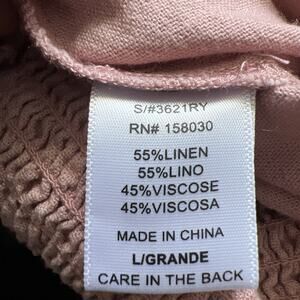 S/#3621RY
RN# 158030
55%LINEN
55%LINO
45%VISCOSE
45%VISCOSA
MADE IN CHINA
L/GRANDE
CARE IN THE BACK